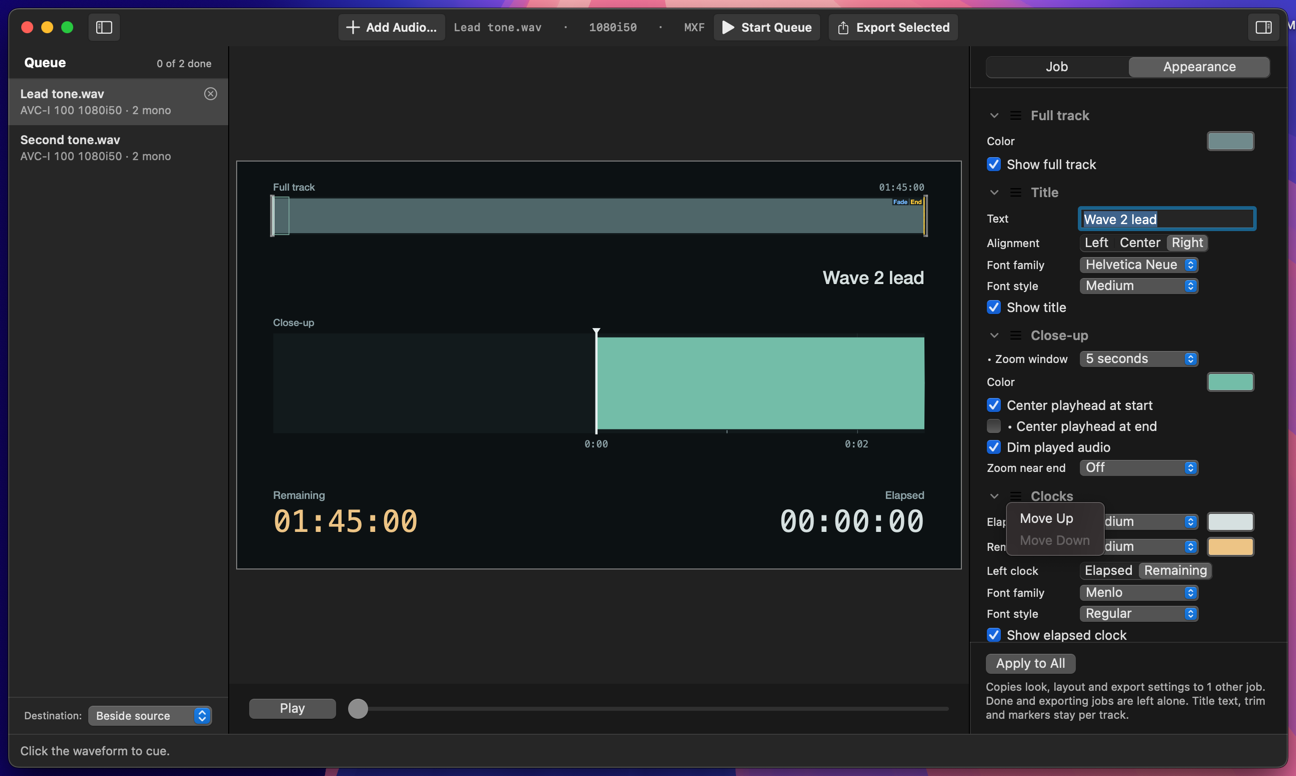 Add Audio...
Lead tone.wav · 1080i50 · MXF
Start Queue
Export Selected
Queue
0 of 2 done
Lead tone.wav
AVC-I 100 1080i50 · 2 mono
Second tone.wav
AVC-I 100 1080i50 · 2 mono
Destination: Beside source
Click the waveform to cue.
Full track
01:45:00
Fade End
Wave 2 lead
Close-up
0:00
0:02
Remaining
01:45:00
Elapsed
00:00:00
Play
Job
Appearance
Full track
Color
Show full track
Title
Text Wave 2 lead
Alignment Left Center Right
Font family Helvetica Neue
Font style Medium
Show title
Close-up
• Zoom window 5 seconds
Color
Center playhead at start
• Center playhead at end
Dim played audio
Zoom near end Off
Clocks
Move Up
Move Down
Left clock Elapsed Remaining
Font family Menlo
Font style Regular
Show elapsed clock
Apply to All
Copies look, layout and export settings to 1 other job.
Done and exporting jobs are left alone. Title text, trim
and markers stay per track.